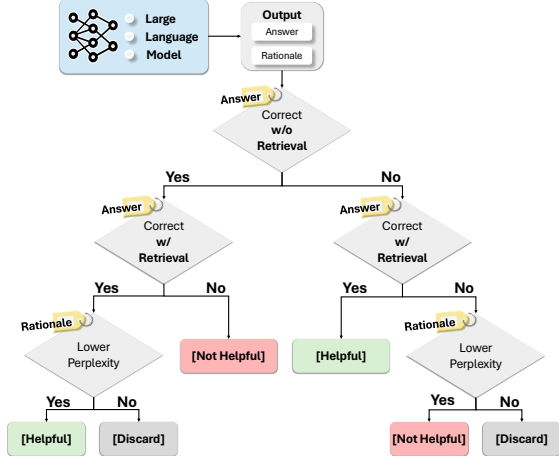 Large
Language
Model
Output
Answer
Rationale
Answer
Correct
w/o
Retrieval
Yes
No
Answer
Correct
w/
Retrieval
Answer
Correct
w/
Retrieval
Yes
No
Yes
No
Rationale
Lower
Perplexity
[Not Helpful]
[Helpful]
Rationale
Lower
Perplexity
Yes
No
Yes
No
[Helpful]
[Discard]
[Not Helpful]
[Discard]